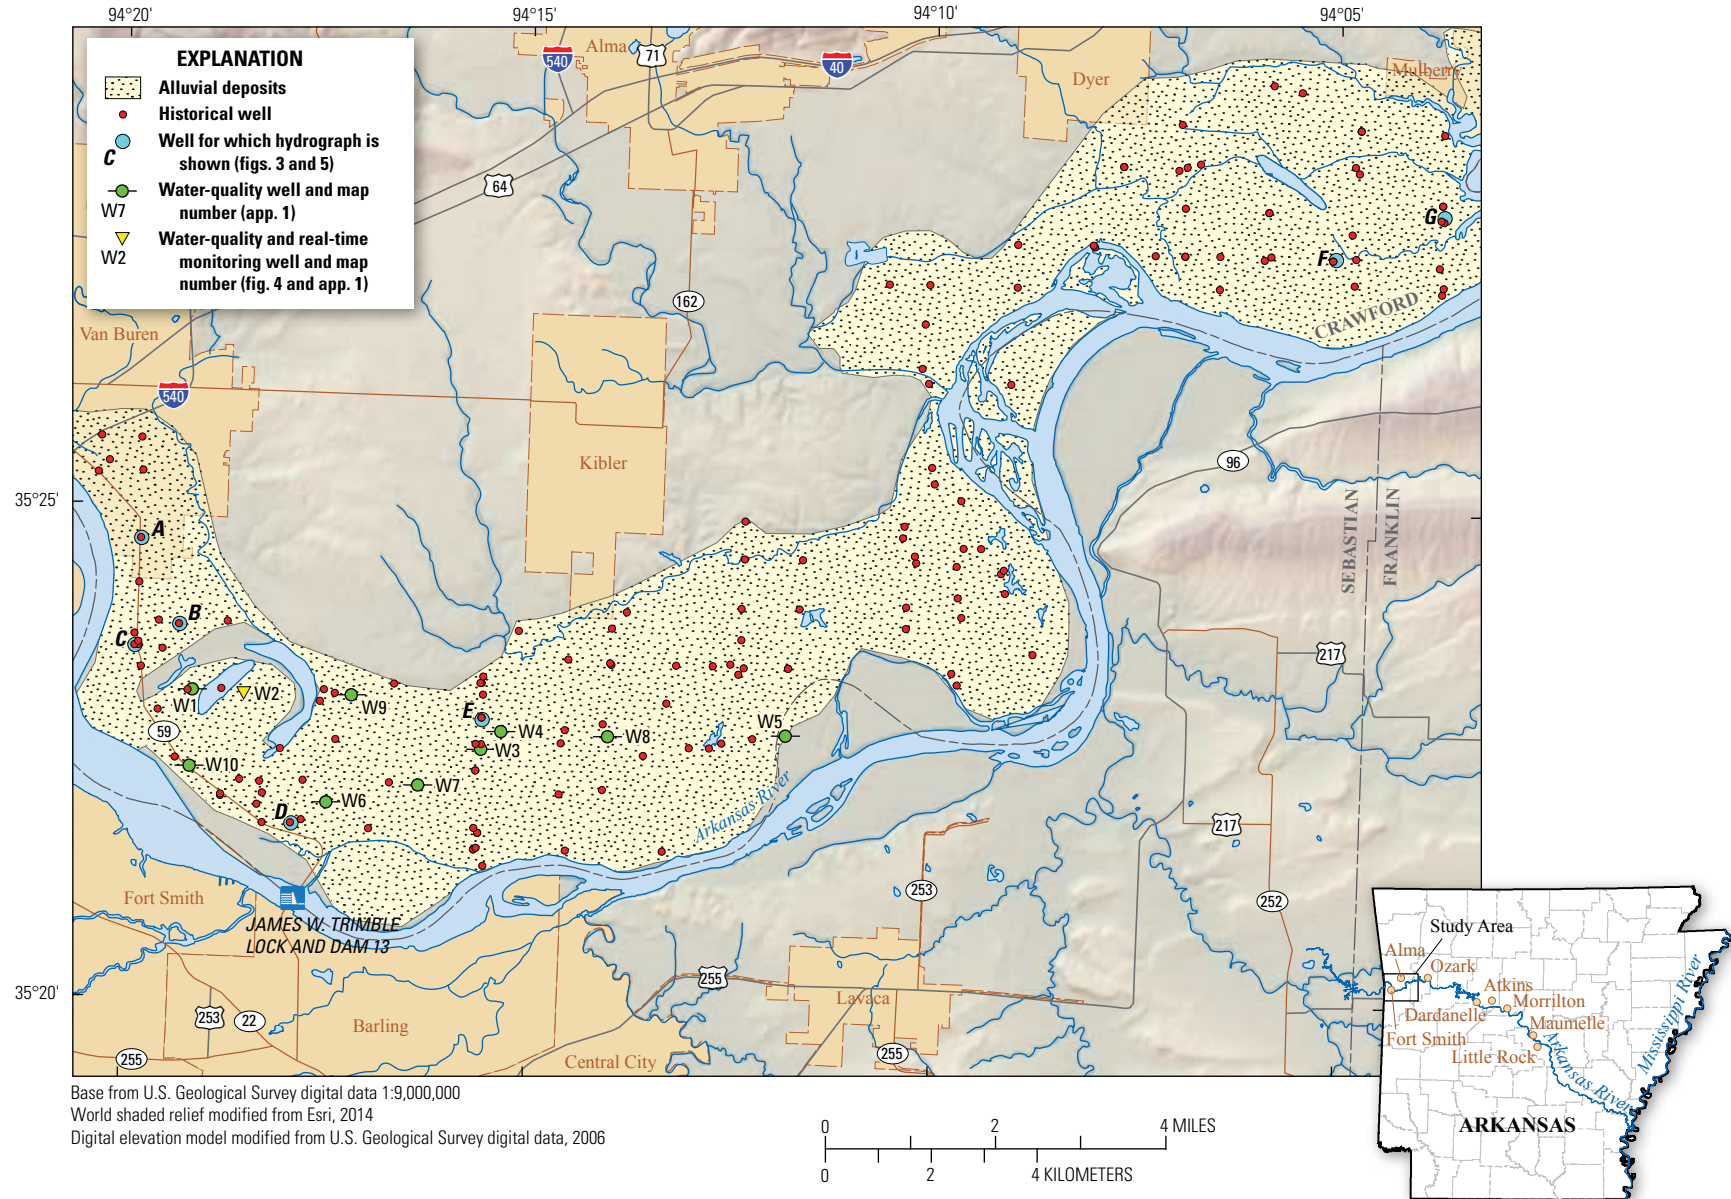 94°20'
94°15'
94°10'
94°05'
EXPLANATION
Alluvial deposits
Historical well
C
Well for which hydrograph is
shown (figs. 3 and 5)
W7
Water-quality well and map
number (app. 1)
W2
Water-quality and real-time
monitoring well and map
number (fig. 4 and app. 1)
540
Alma
71
40
Dyer
Mulberry
64
162
G
F
CRAWFORD
Van Buren
540
Kibler
96
35°25'
SEBASTIAN
FRANKLIN
A
B
C
W1
W2
W9
E
W4
W3
W8
W5
59
W10
W7
W6
D
217
217
Arkansas River
253
252
Fort Smith
JAMES W. TRIMBLE
LOCK AND DAM 13
35°20'
253
22
Barling
255
Lavaca
255
Central City
255
Study Area
Alma
Ozark
Atkins
Morrilton
Dardanelle
Maumelle
Fort Smith
Little Rock
Arkansas River
Mississippi River
ARKANSAS
Base from U.S. Geological Survey digital data 1:9,000,000
World shaded relief modified from Esri, 2014
Digital elevation model modified from U.S. Geological Survey digital data, 2006
0 2 4 MILES
0 2 4 KILOMETERS